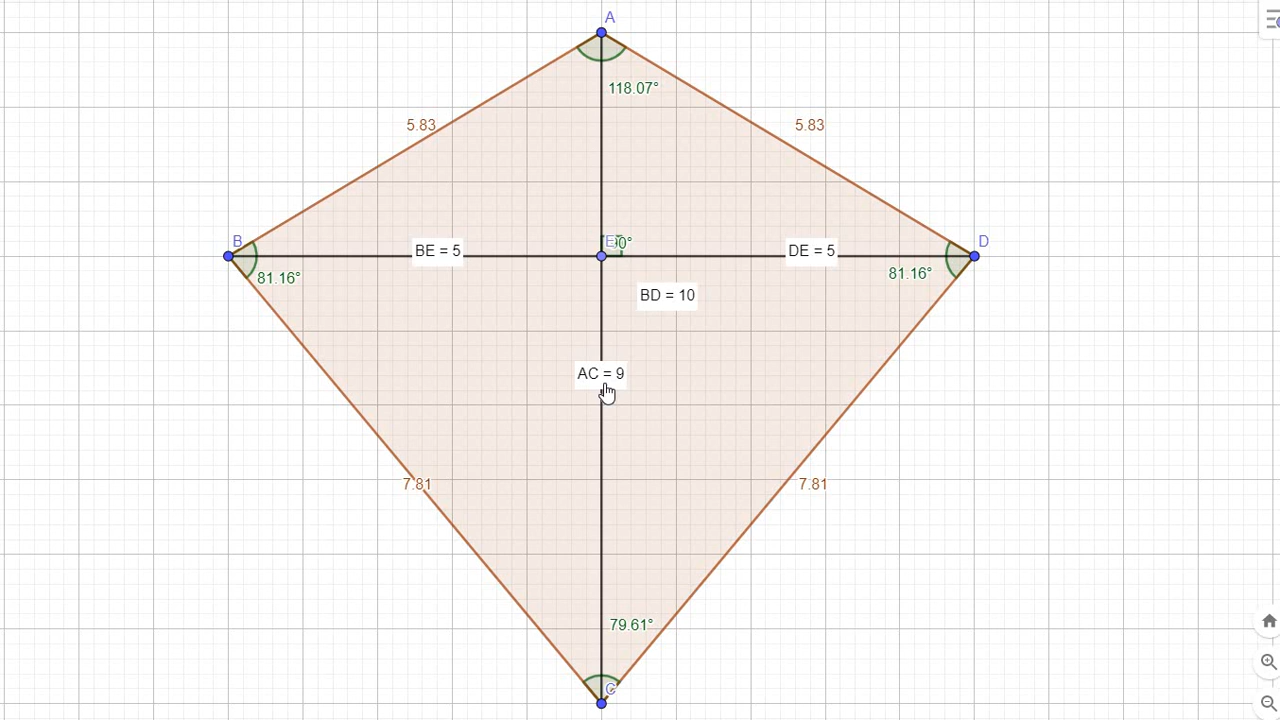 A
118.07°
5.83
5.83
B
E
D
BE = 5
DE = 5
81.16°
81.16°
BD = 10
AC = 9
7.81
7.81
79.61°
C